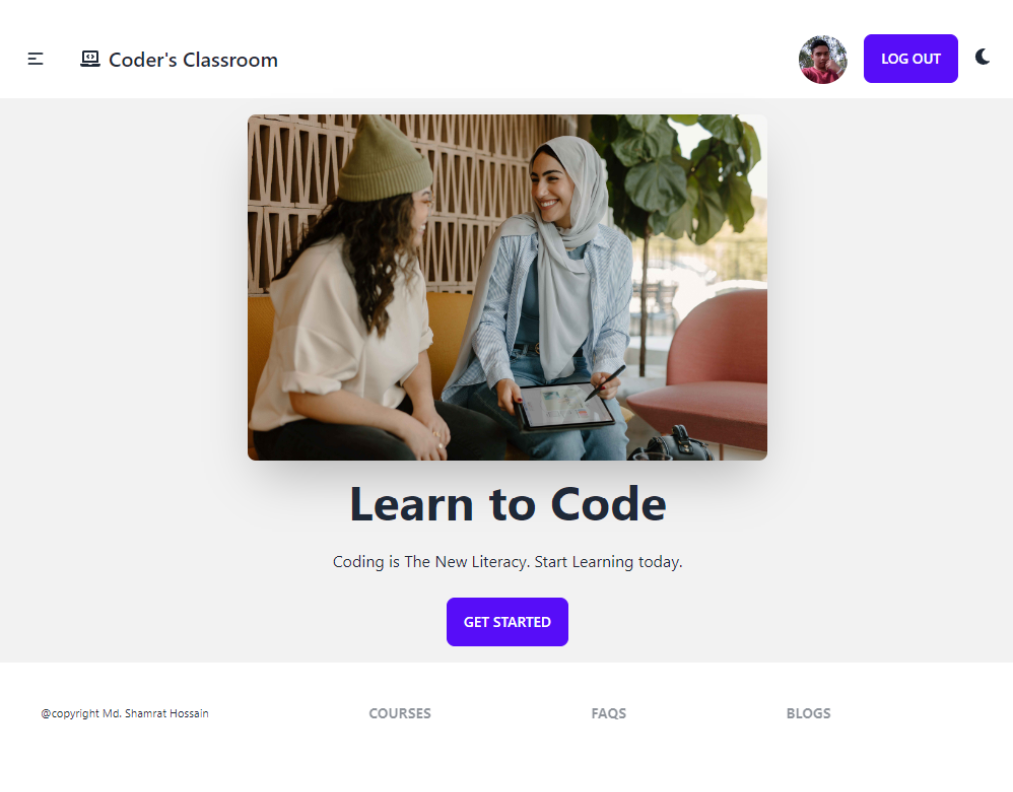 Coder's Classroom
LOG OUT
Learn to Code
Coding is The New Literacy. Start Learning today.
GET STARTED
@copyright Md. Shamrat Hossain
COURSES
FAQS
BLOGS